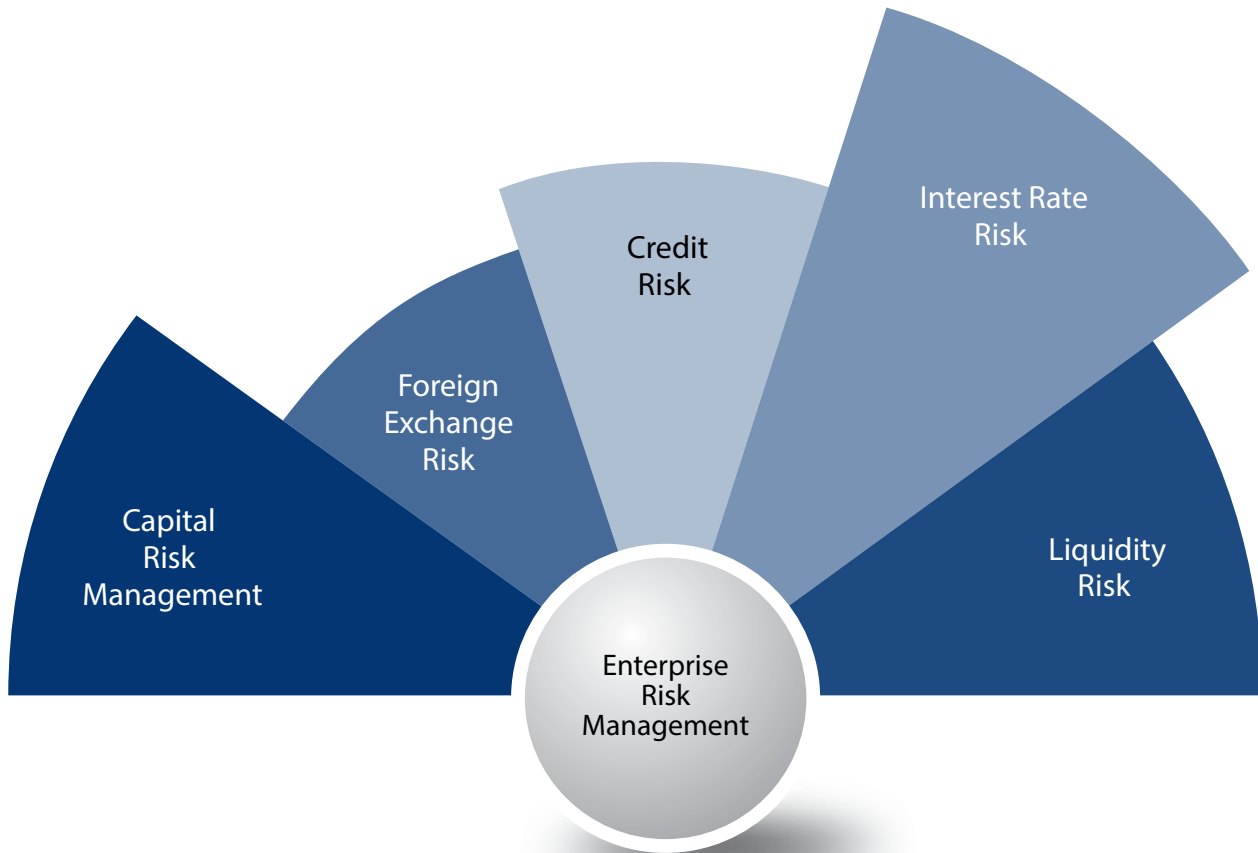 Capital
Risk
Management
Foreign
Exchange
Risk
Credit
Risk
Interest Rate
Risk
Liquidity
Risk
Enterprise
Risk
Management